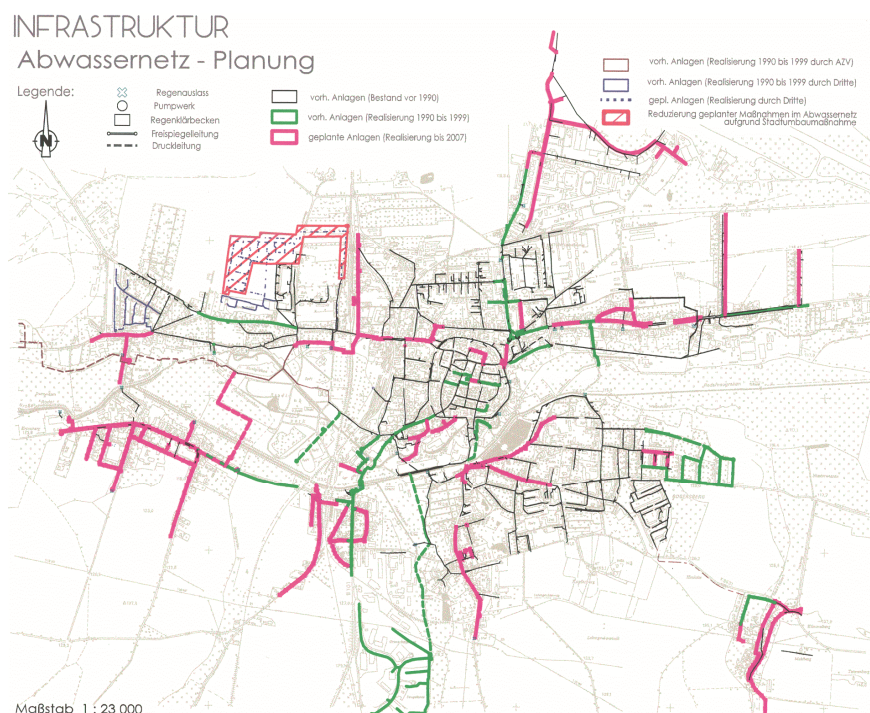 INFRASTRUKTUR
Abwassernetz - Planung
Legende:
N
Regenauslass
Pumpwerk
Regenklärbecken
Freispiegelleitung
Druckleitung
vorh. Anlagen (Bestand vor 1990)
vorh. Anlagen (Realisierung 1990 bis 1999)
geplante Anlagen (Realisierung bis 2007)
vorh. Anlagen (Realisierung 1990 bis 1999 durch AZV)
vorh. Anlagen (Realisierung 1990 bis 1999 durch Dritte)
gepl. Anlagen (Realisierung durch Dritte)
Reduzierung geplanter Maßnahmen im Abwassernetz
aufgrund Stadtumbaumaßnahme
Maßstab 1 : 23 000